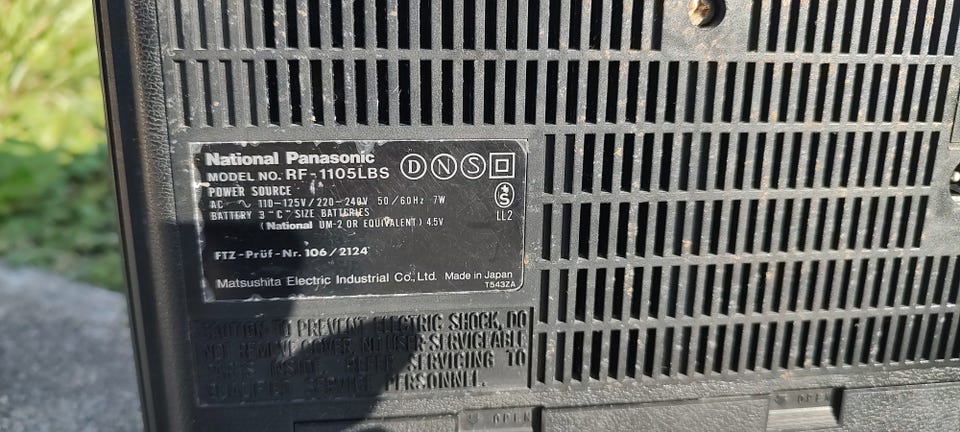 National Panasonic D N S
MODEL NO. RF-1105LBS
POWER SOURCE
AC ~ 110-125V/220-240V 50/60Hz 7W
BATTERY 3 "C" SIZE BATTERIES
(National UM-2 OR EQUIVALENT) 4.5V
S
LL2
FTZ-Prüf-Nr. 106/2124
Matsushita Electric Industrial Co., Ltd. Made in Japan
T543ZA
CAUTION TO PREVENT ELECTRIC SHOCK, DO
NOT REMOVE COVER. NO USER-SERVICEABLE
PARTS INSIDE. REFER SERVICING TO
QUALIFIED SERVICE PERSONNEL.
OPEN OPEN